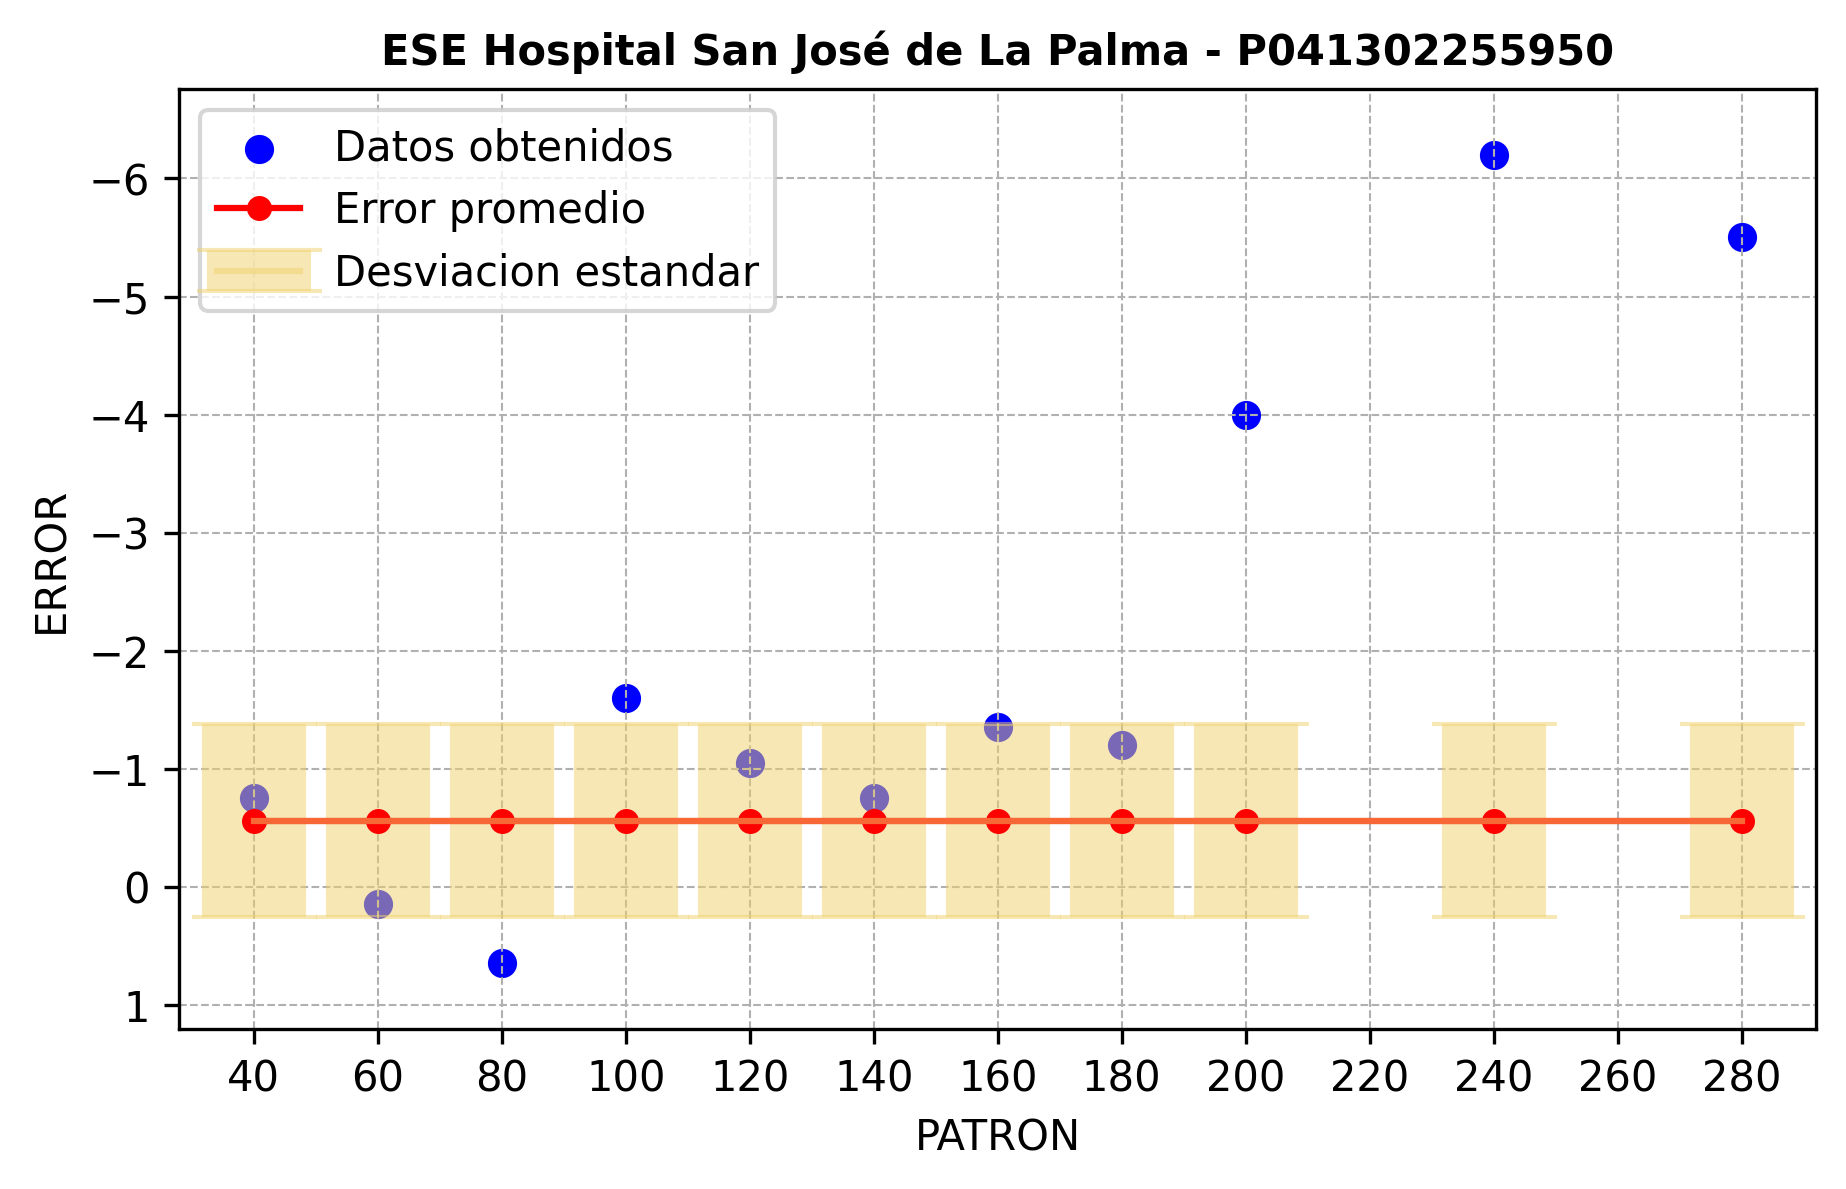 ESE Hospital San José de La Palma - P041302255950
Datos obtenidos
Error promedio
Desviacion estandar
−6
−5
−4
−3
−2
−1
0
1
ERROR
40 60 80 100 120 140 160 180 200 220 240 260 280
PATRON